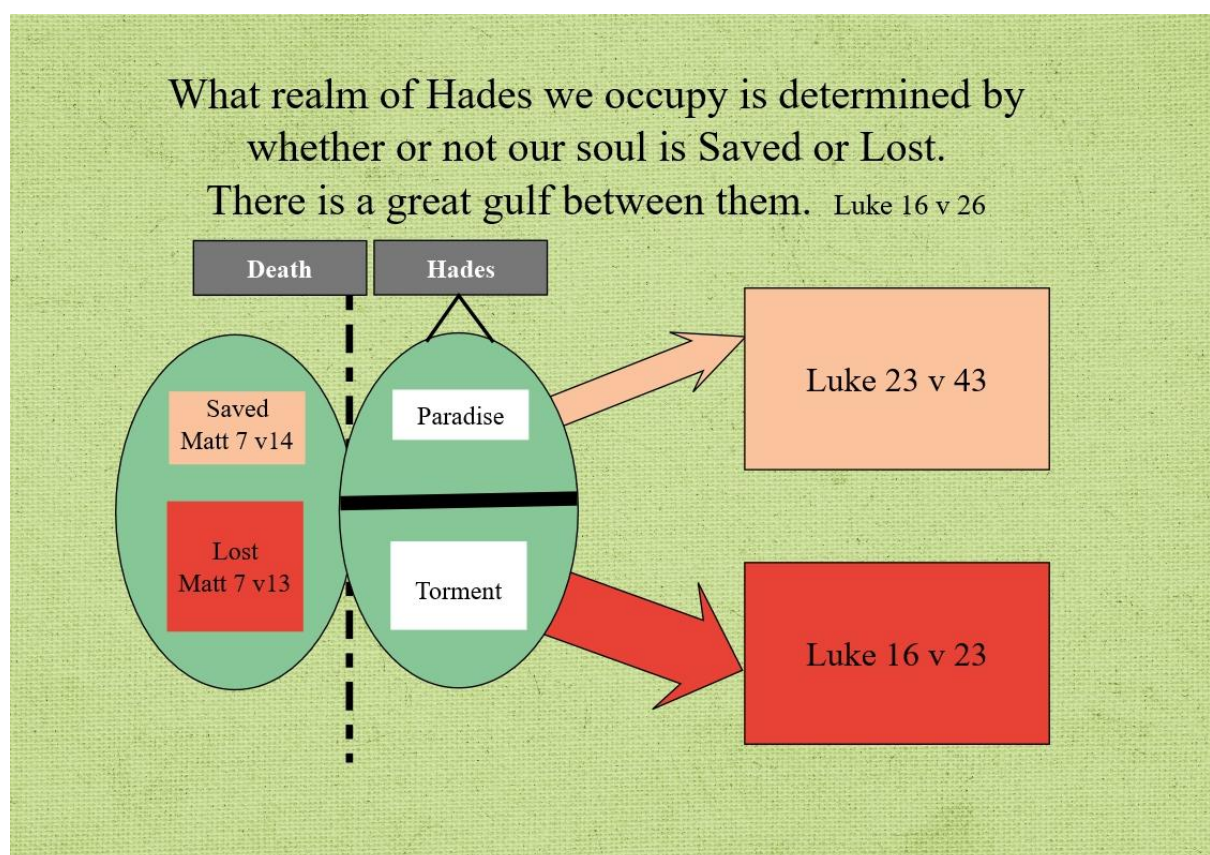 What realm of Hades we occupy is determined by
whether or not our soul is Saved or Lost.
There is a great gulf between them. Luke 16 v 26
Death
Hades
Saved
Matt 7 v14
Paradise
Luke 23 v 43
Lost
Matt 7 v13
Torment
Luke 16 v 23